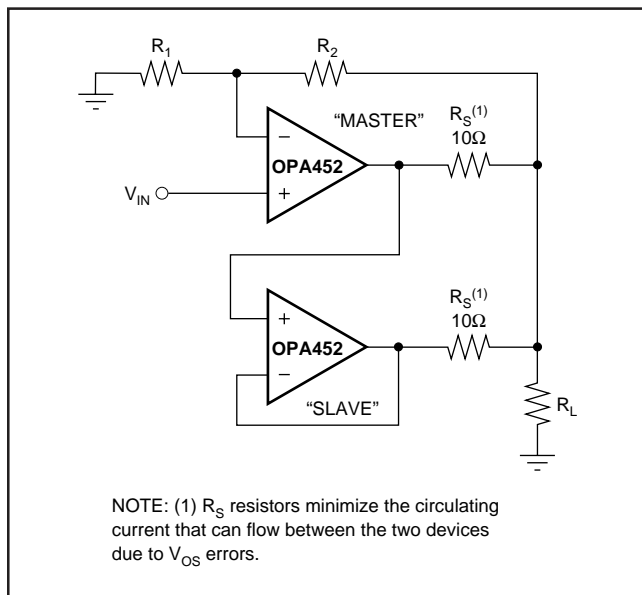 R1
R2
RS(1)
10Ω
“MASTER”
−
OPA452
+
VIN
RS(1)
10Ω
+
OPA452
−
“SLAVE”
RL
NOTE: (1) RS resistors minimize the circulating
current that can flow between the two devices
due to VOS errors.